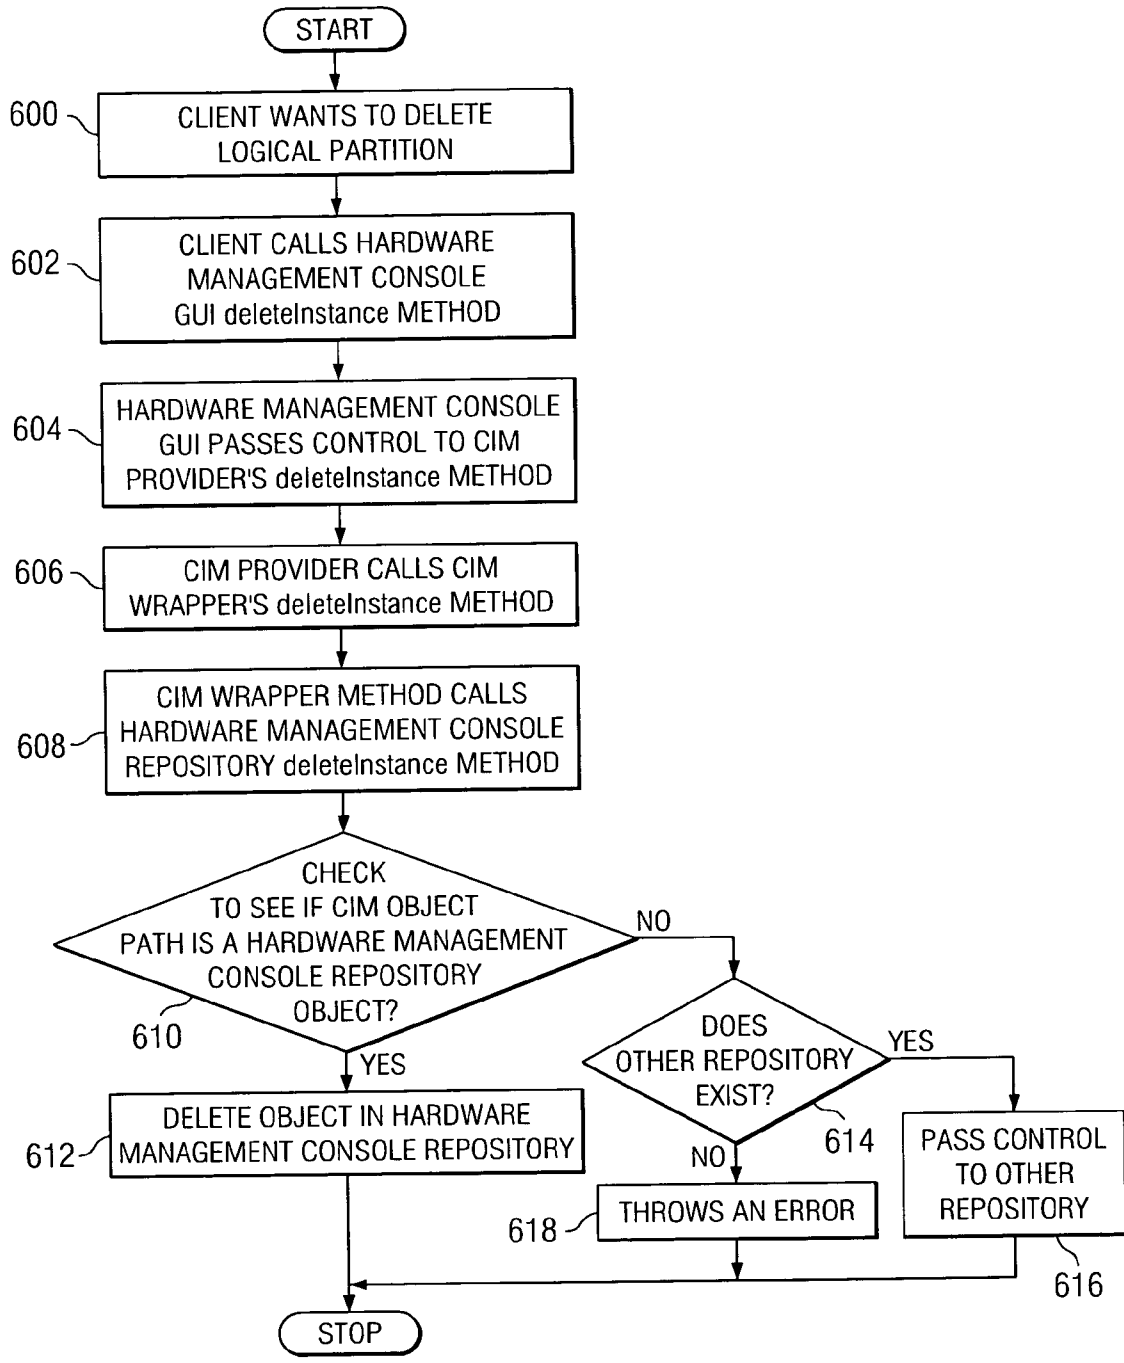 START
600
CLIENT WANTS TO DELETE
LOGICAL PARTITION
602
CLIENT CALLS HARDWARE
MANAGEMENT CONSOLE
GUI deleteInstance METHOD
604
HARDWARE MANAGEMENT CONSOLE
GUI PASSES CONTROL TO CIM
PROVIDER'S deleteInstance METHOD
606
CIM PROVIDER CALLS CIM
WRAPPER'S deleteInstance METHOD
608
CIM WRAPPER METHOD CALLS
HARDWARE MANAGEMENT CONSOLE
REPOSITORY deleteInstance METHOD
CHECK
TO SEE IF CIM OBJECT
PATH IS A HARDWARE MANAGEMENT
CONSOLE REPOSITORY
OBJECT?
610
NO
YES
DOES
OTHER REPOSITORY
EXIST?
614
YES
NO
612
DELETE OBJECT IN HARDWARE
MANAGEMENT CONSOLE REPOSITORY
618
THROWS AN ERROR
PASS CONTROL
TO OTHER
REPOSITORY
616
STOP